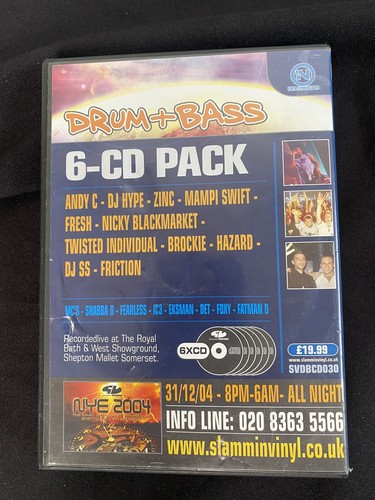 DRUM+BASS
6-CD PACK
ANDY C - DJ HYPE - ZINC - MAMPI SWIFT -
FRESH - NICKY BLACKMARKET -
TWISTED INDIVIDUAL - BROCKIE - HAZARD -
DJ SS - FRICTION
MC'S - SHABBA D - FEARLESS - IC3 - EKSMAN - DET - FOXY - FATMAN D
Recordedlive at The Royal
Bath & West Showground,
Shepton Mallet Somerset.
6XCD
£19.99
www.slamminvinyl.co.uk
SVDBCD030
NYE 2004
31/12/04 - 8PM-6AM- ALL NIGHT
INFO LINE: 020 8363 5566
www.slamminvinyl.co.uk